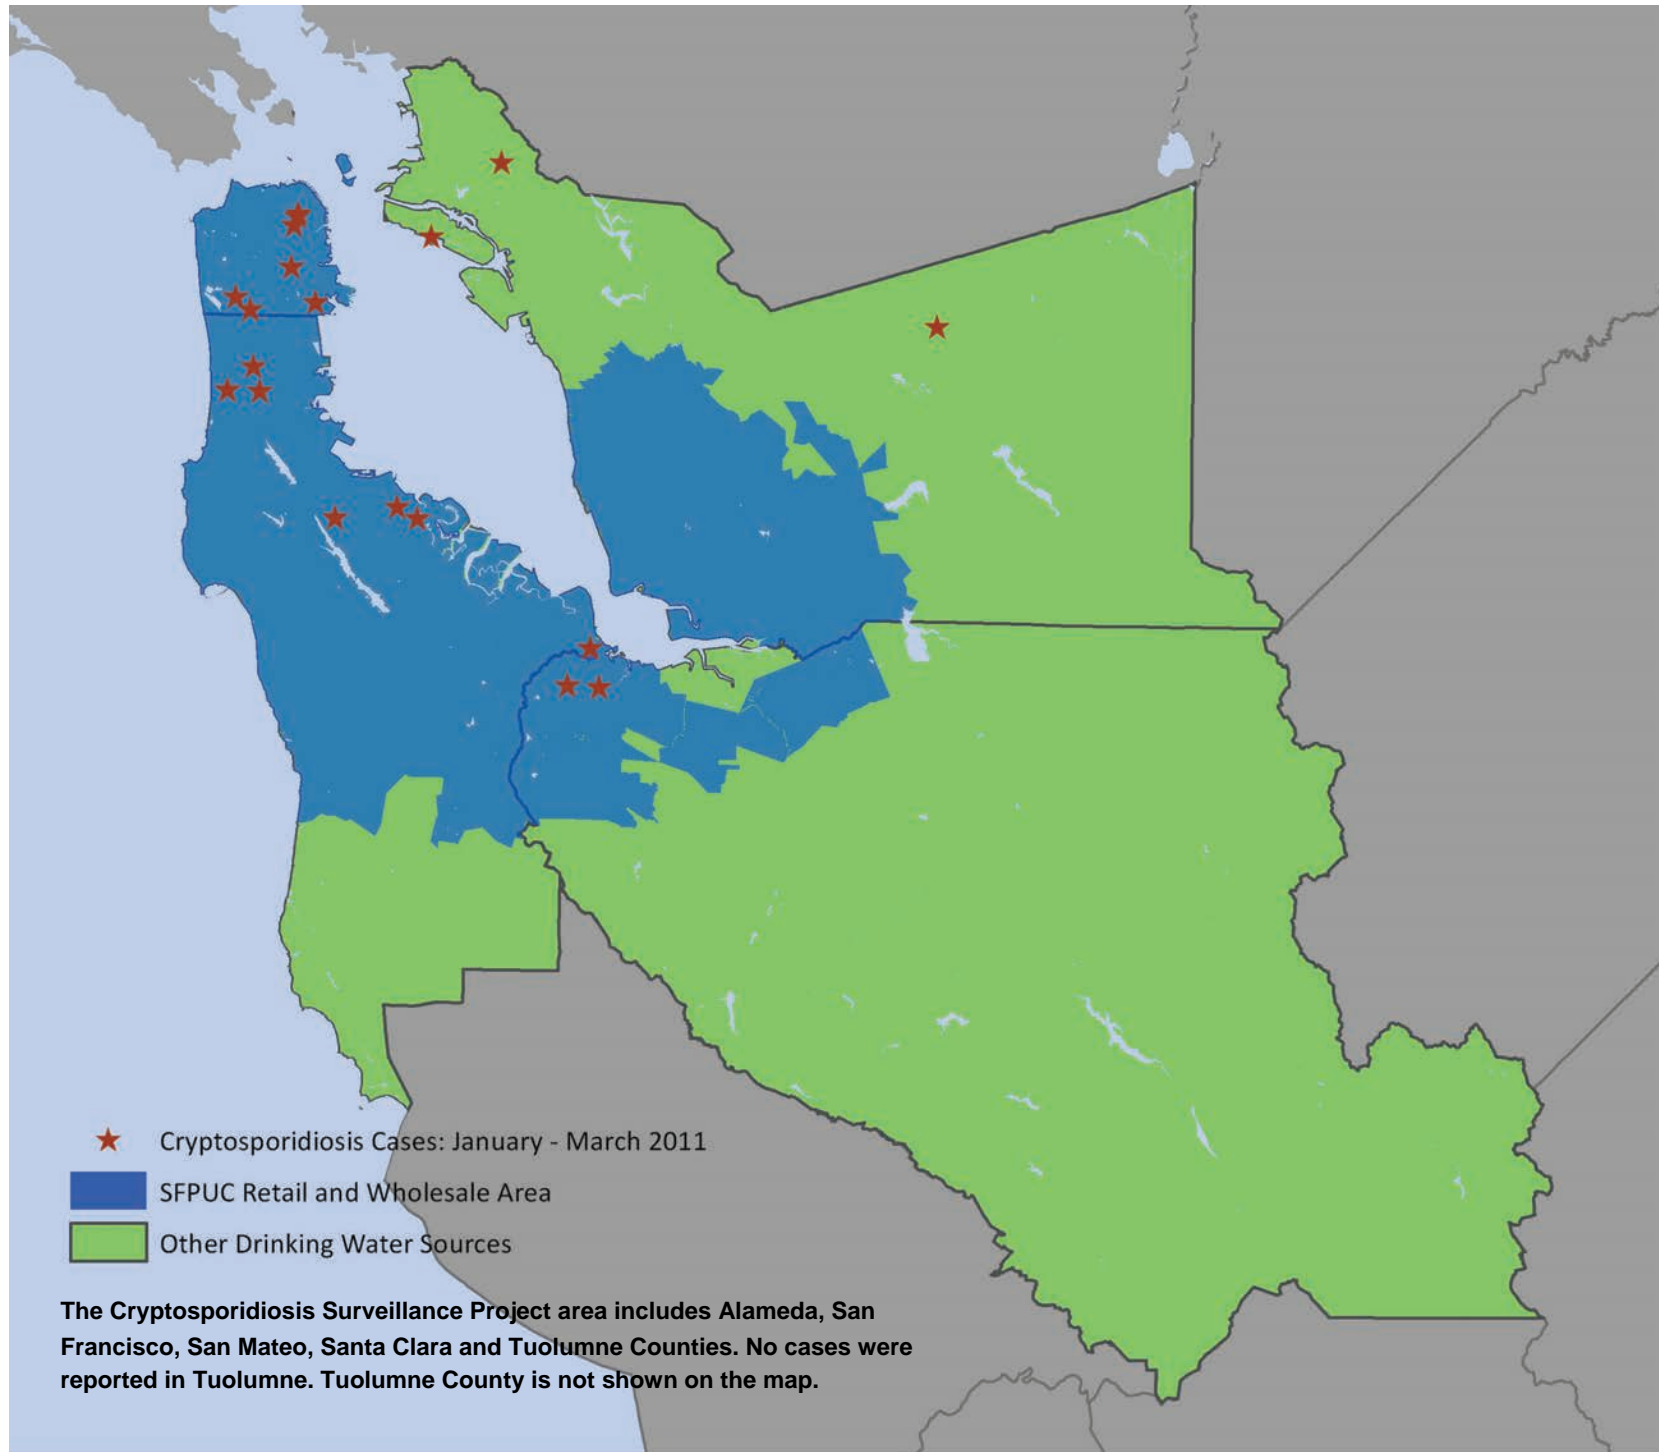 Cryptosporidiosis Cases: January - March 2011
SFPUC Retail and Wholesale Area
Other Drinking Water Sources
The Cryptosporidiosis Surveillance Project area includes Alameda, San
Francisco, San Mateo, Santa Clara and Tuolumne Counties. No cases were
reported in Tuolumne. Tuolumne County is not shown on the map.